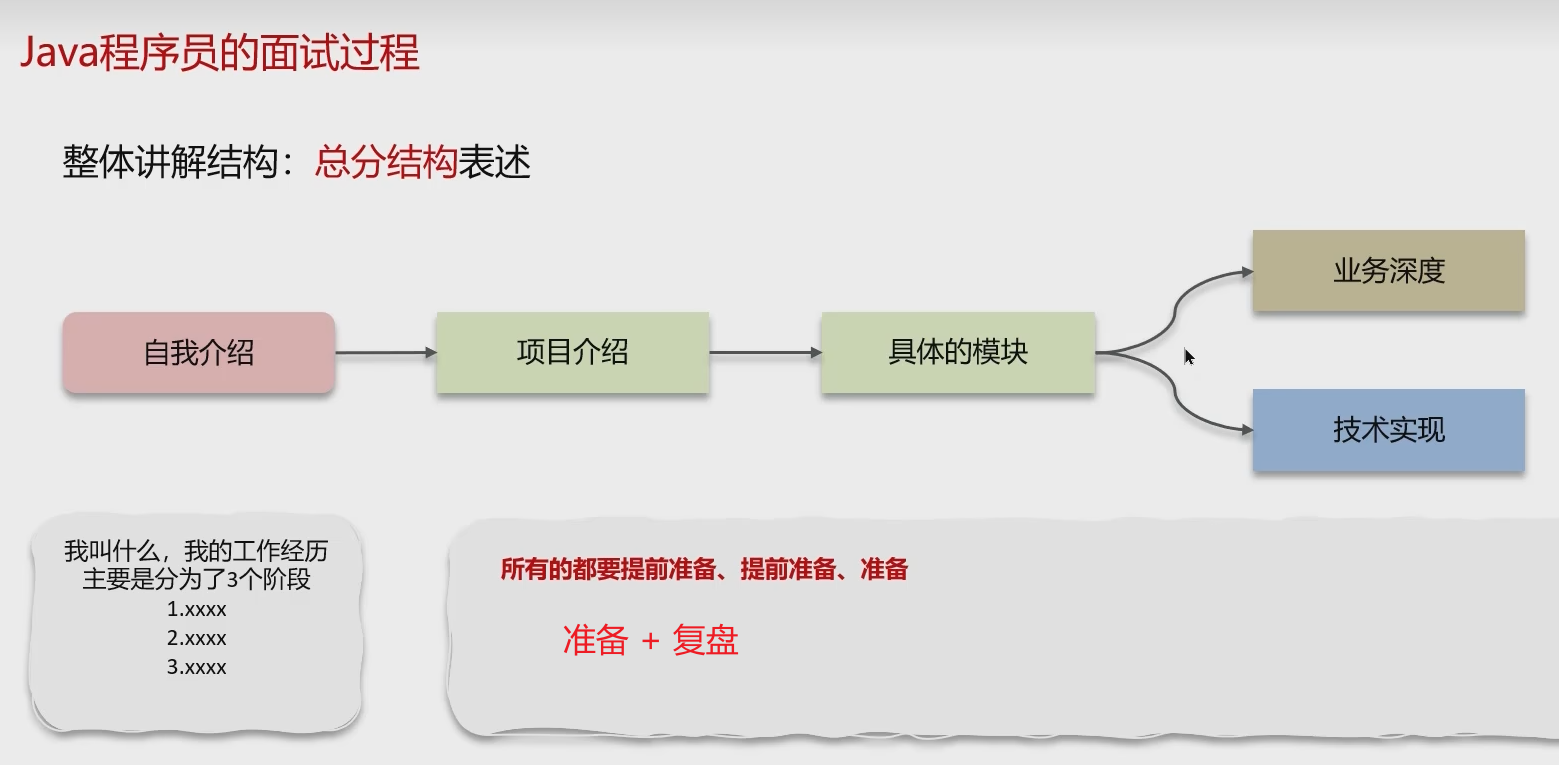 Java程序员的面试过程
整体讲解结构：总分结构表述
自我介绍
项目介绍
具体的模块
业务深度
技术实现
我叫什么，我的工作经历
主要是分为了3个阶段
1.xxxx
2.xxxx
3.xxxx
所有的都要提前准备、提前准备、准备
准备 + 复盘